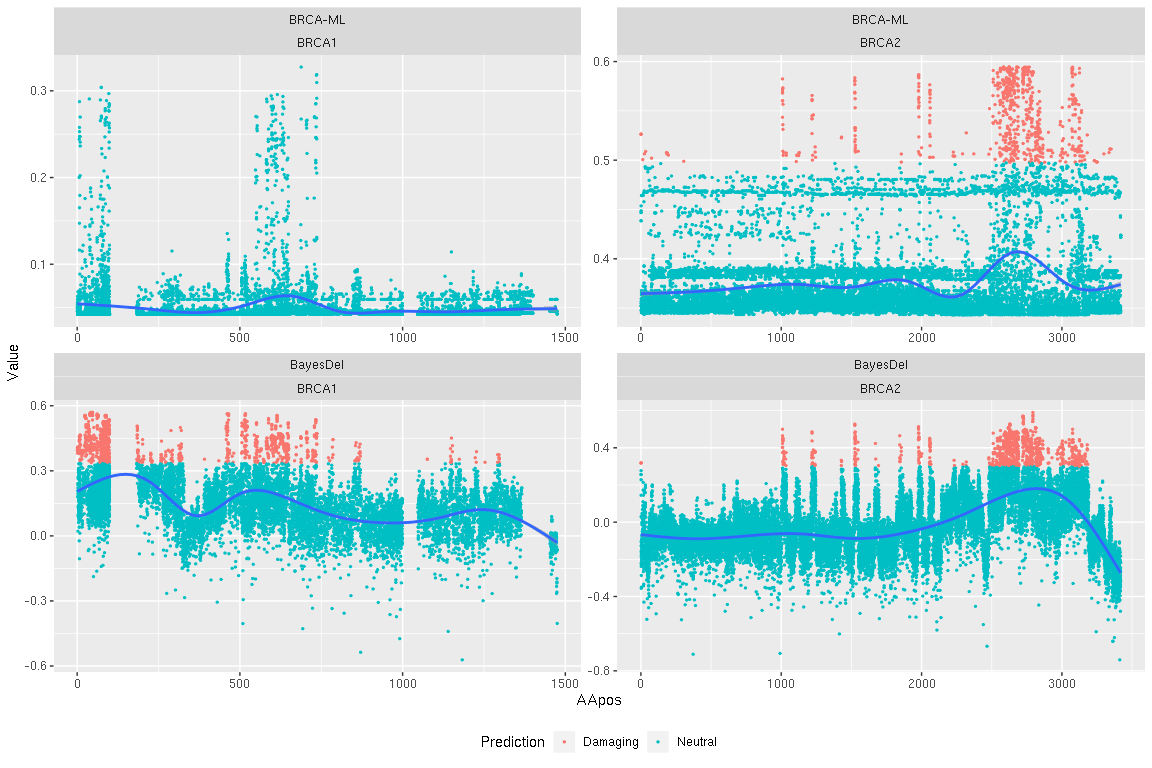 BRCA-ML
BRCA1
BRCA-ML
BRCA2
0.3
0.2
0.1
0 500 1000 1500
0.6
0.5
0.4
0 1000 2000 3000
Value
BayesDel
BRCA1
BayesDel
BRCA2
0.6
0.3
0.0
-0.3
-0.6
0 500 1000 1500
0.4
0.0
-0.4
-0.8
0 1000 2000 3000
AApos
Prediction Damaging Neutral